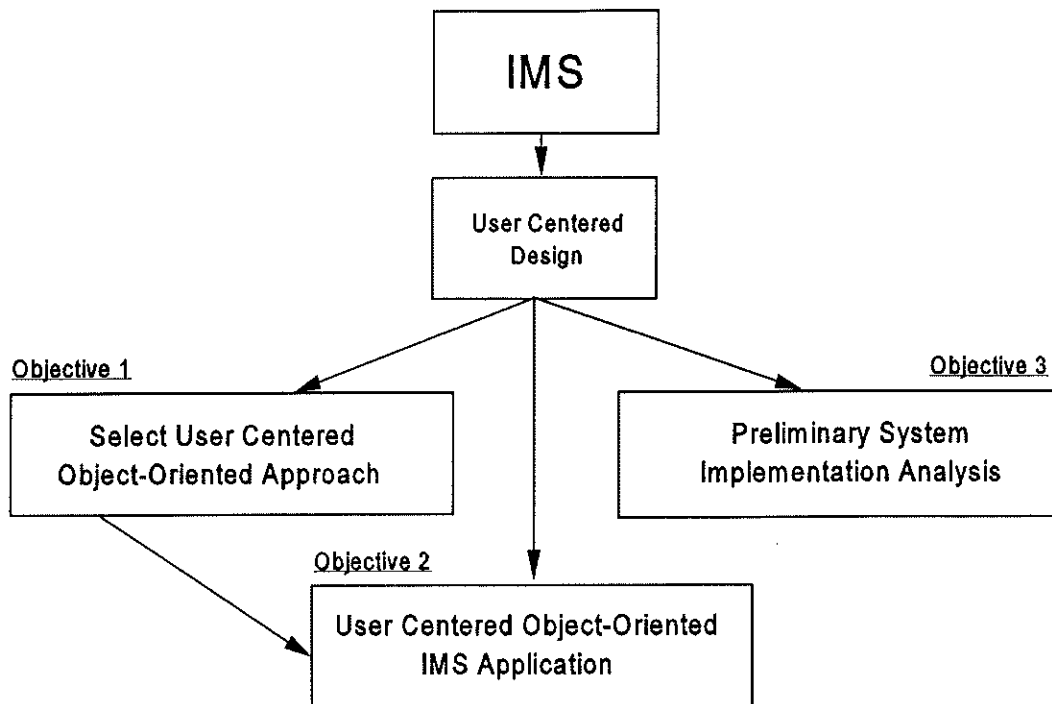 IMS
User Centered
Design
Objective 1
Select User Centered
Object-Oriented Approach
Objective 3
Preliminary System
Implementation Analysis
Objective 2
User Centered Object-Oriented
IMS Application